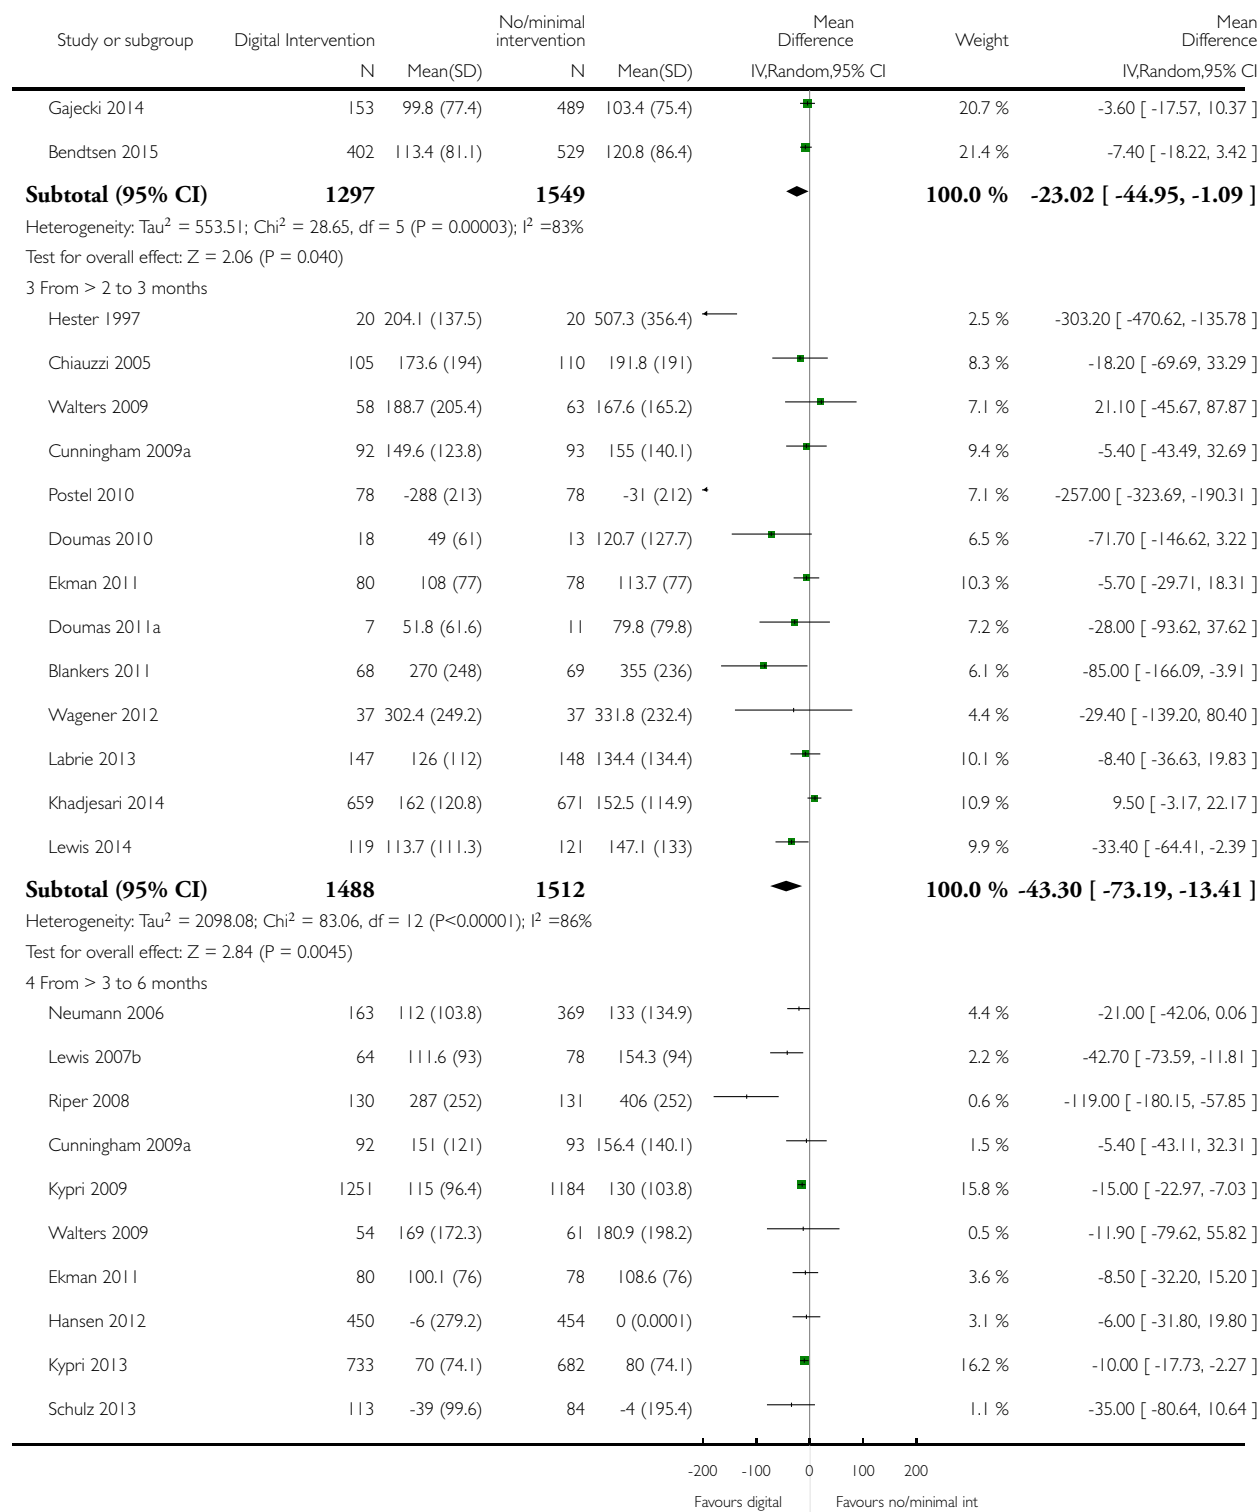 Study or subgroup Digital Intervention No/minimal intervention Mean Difference Weight Mean Difference
N Mean(SD) N Mean(SD) IV,Random,95% CI IV,Random,95% CI
Gajecki 2014 153 99.8 (77.4) 489 103.4 (75.4) 20.7 % -3.60 [ -17.57, 10.37 ]
Bendtsen 2015 402 113.4 (81.1) 529 120.8 (86.4) 21.4 % -7.40 [ -18.22, 3.42 ]
Subtotal (95% CI) 1297 1549 100.0 % -23.02 [ -44.95, -1.09 ]
Heterogeneity: Tau² = 553.51; Chi² = 28.65, df = 5 (P = 0.00003); I² =83%
Test for overall effect: Z = 2.06 (P = 0.040)
3 From > 2 to 3 months
Hester 1997 20 204.1 (137.5) 20 507.3 (356.4) 2.5 % -303.20 [ -470.62, -135.78 ]
Chiauzzi 2005 105 173.6 (194) 110 191.8 (191) 8.3 % -18.20 [ -69.69, 33.29 ]
Walters 2009 58 188.7 (205.4) 63 167.6 (165.2) 7.1 % 21.10 [ -45.67, 87.87 ]
Cunningham 2009a 92 149.6 (123.8) 93 155 (140.1) 9.4 % -5.40 [ -43.49, 32.69 ]
Postel 2010 78 -288 (213) 78 -31 (212) 7.1 % -257.00 [ -323.69, -190.31 ]
Doumas 2010 18 49 (61) 13 120.7 (127.7) 6.5 % -71.70 [ -146.62, 3.22 ]
Ekman 2011 80 108 (77) 78 113.7 (77) 10.3 % -5.70 [ -29.71, 18.31 ]
Doumas 2011a 7 51.8 (61.6) 11 79.8 (79.8) 7.2 % -28.00 [ -93.62, 37.62 ]
Blankers 2011 68 270 (248) 69 355 (236) 6.1 % -85.00 [ -166.09, -3.91 ]
Wagener 2012 37 302.4 (249.2) 37 331.8 (232.4) 4.4 % -29.40 [ -139.20, 80.40 ]
Labrie 2013 147 126 (112) 148 134.4 (134.4) 10.1 % -8.40 [ -36.63, 19.83 ]
Khadjesari 2014 659 162 (120.8) 671 152.5 (114.9) 10.9 % 9.50 [ -3.17, 22.17 ]
Lewis 2014 119 113.7 (111.3) 121 147.1 (133) 9.9 % -33.40 [ -64.41, -2.39 ]
Subtotal (95% CI) 1488 1512 100.0 % -43.30 [ -73.19, -13.41 ]
Heterogeneity: Tau² = 2098.08; Chi² = 83.06, df = 12 (P<0.00001); I² =86%
Test for overall effect: Z = 2.84 (P = 0.0045)
4 From > 3 to 6 months
Neumann 2006 163 112 (103.8) 369 133 (134.9) 4.4 % -21.00 [ -42.06, 0.06 ]
Lewis 2007b 64 111.6 (93) 78 154.3 (94) 2.2 % -42.70 [ -73.59, -11.81 ]
Riper 2008 130 287 (252) 131 406 (252) 0.6 % -119.00 [ -180.15, -57.85 ]
Cunningham 2009a 92 151 (121) 93 156.4 (140.1) 1.5 % -5.40 [ -43.11, 32.31 ]
Kypri 2009 1251 115 (96.4) 1184 130 (103.8) 15.8 % -15.00 [ -22.97, -7.03 ]
Walters 2009 54 169 (172.3) 61 180.9 (198.2) 0.5 % -11.90 [ -79.62, 55.82 ]
Ekman 2011 80 100.1 (76) 78 108.6 (76) 3.6 % -8.50 [ -32.20, 15.20 ]
Hansen 2012 450 -6 (279.2) 454 0 (0.0001) 3.1 % -6.00 [ -31.80, 19.80 ]
Kypri 2013 733 70 (74.1) 682 80 (74.1) 16.2 % -10.00 [ -17.73, -2.27 ]
Schulz 2013 113 -39 (99.6) 84 -4 (195.4) 1.1 % -35.00 [ -80.64, 10.64 ]
-200 -100 0 100 200
Favours digital Favours no/minimal int